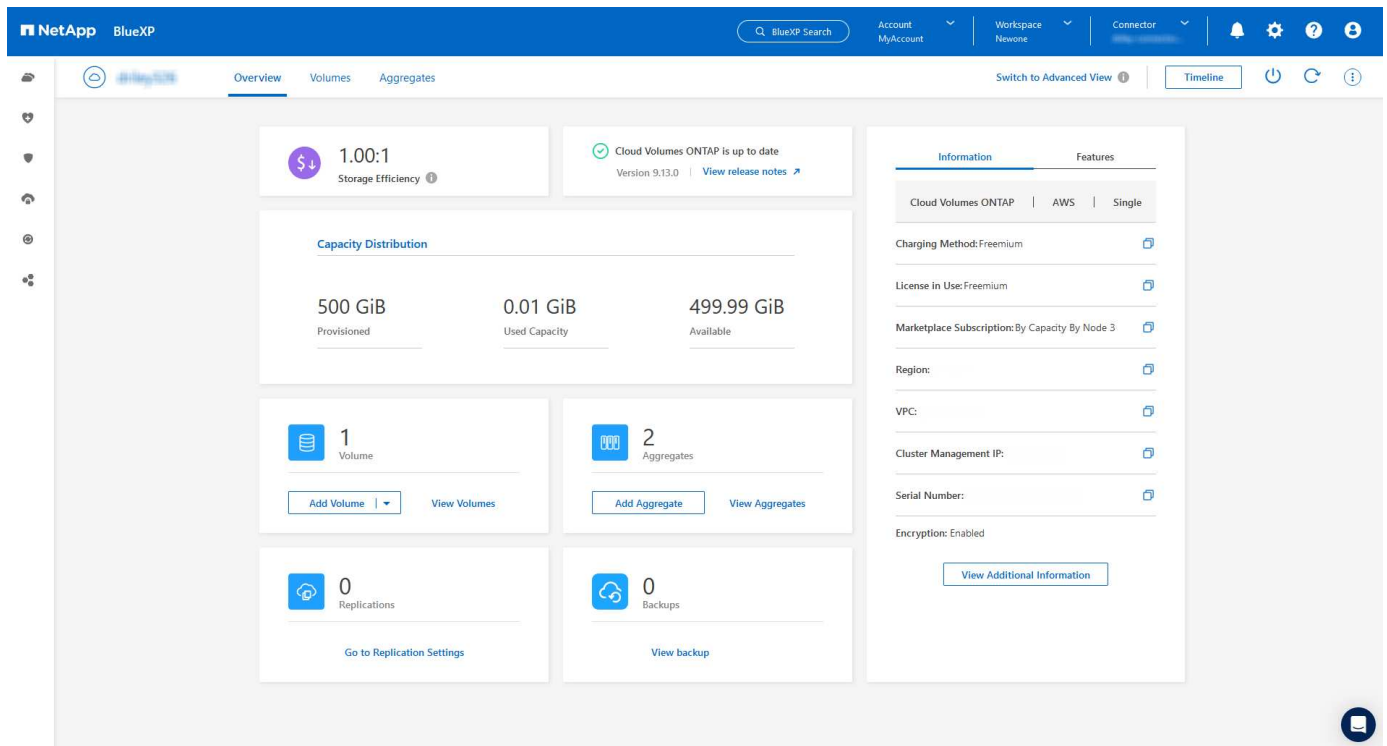 NetApp BlueXP
BlueXP Search
Account
MyAccount
Workspace
Newone
Connector
Overview
Volumes
Aggregates
Switch to Advanced View
Timeline
1.00:1
Storage Efficiency
Cloud Volumes ONTAP is up to date
Version 9.13.0 | View release notes
Capacity Distribution
500 GiB
Provisioned
0.01 GiB
Used Capacity
499.99 GiB
Available
1
Volume
Add Volume
View Volumes
2
Aggregates
Add Aggregate
View Aggregates
0
Replications
Go to Replication Settings
0
Backups
View backup
Information
Features
Cloud Volumes ONTAP | AWS | Single
Charging Method: Freemium
License in Use: Freemium
Marketplace Subscription: By Capacity By Node 3
Region:
VPC:
Cluster Management IP:
Serial Number:
Encryption: Enabled
View Additional Information